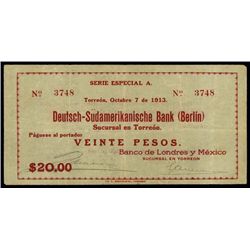 SERIE ESPECIAL A.
Nº 3748 Nº 3748
Torreón, Octubre 7 de 1913.
Deutsch-Sudamerikanische Bank (Berlin)
Sucursal en Torreón.
Páguese al portador
VEINTE PESOS.
Banco de Londres y México
SUCURSAL EN TORREON
$20.00